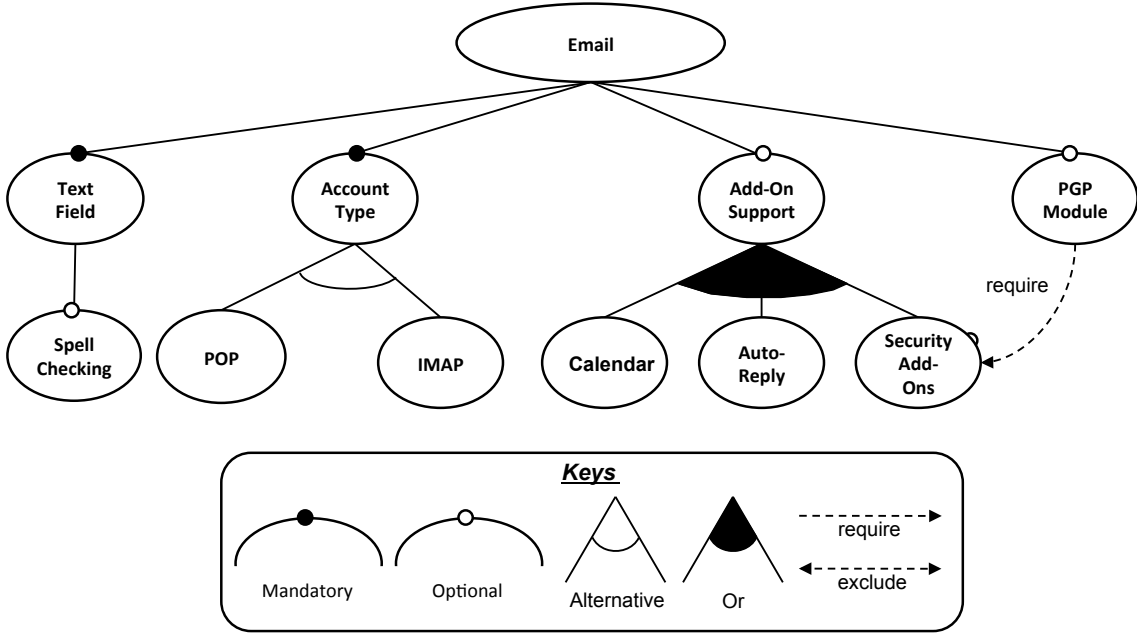 Email
Text
Field
Account
Type
Add-On
Support
PGP
Module
require
Spell
Checking
POP
IMAP
Calendar
Auto-
Reply
Security
Add-
Ons
Keys
Mandatory
Optional
Alternative
Or
require
exclude